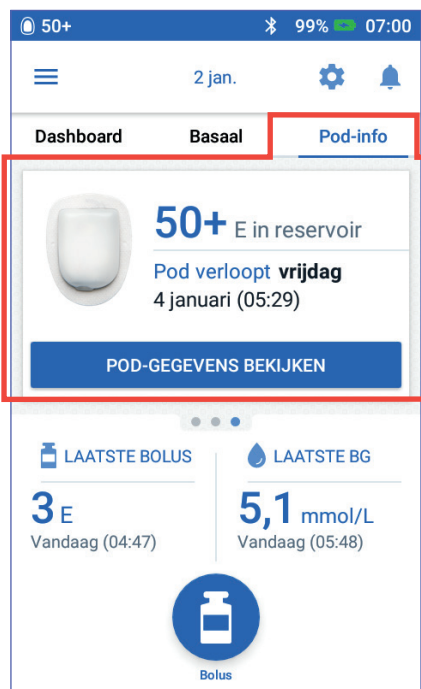 50+ 99% 07:00
2 jan.
Dashboard Basaal Pod-info
50+ E in reservoir
Pod verloopt vrijdag
4 januari (05:29)
POD-GEGEVENS BEKIJKEN
LAATSTE BOLUS LAATSTE BG
3 E 5,1 mmol/L
Vandaag (04:47) Vandaag (05:48)
Bolus